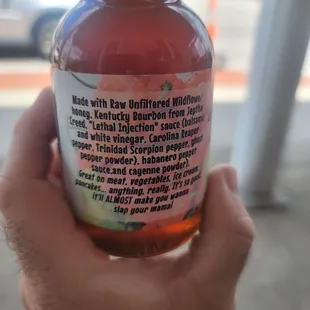 Made with Raw Unfiltered Wildflower
honey, Kentucky Bourbon from Jeptha
Creed, "Lethal Injection" sauce (balsamic
and white vinegar, Carolina Reaper
pepper, Trinidad Scorpion pepper, ghost
pepper powder), habanero pepper
sauce,and cayenne powder).
Great on meat, vegetables, ice cream,
pancakes... anything, really. It's so good,
it'll ALMOST make you wanna
slap your mama!